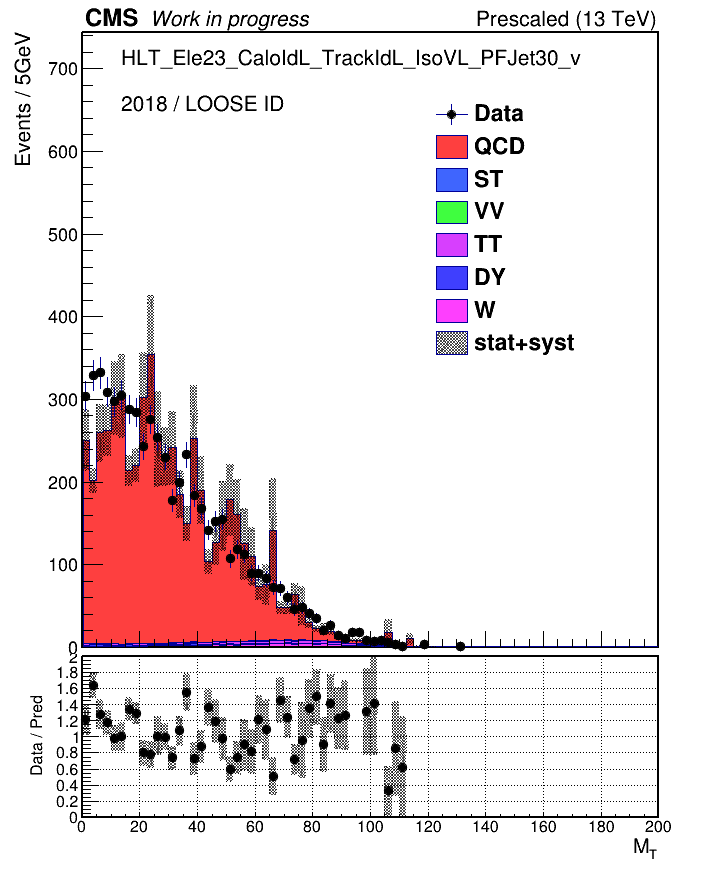 CMS Work in progress Prescaled (13 TeV)
Events / 5GeV
HLT_Ele23_CaloIdL_TrackIdL_IsoVL_PFJet30_v
2018 / LOOSE ID
Data
QCD
ST
VV
TT
DY
W
stat+syst
700
600
500
400
300
200
100
0
Data / Pred
2
1.8
1.6
1.4
1.2
1
0.8
0.6
0.4
0.2
0
0 20 40 60 80 100 120 140 160 180 200
M_T